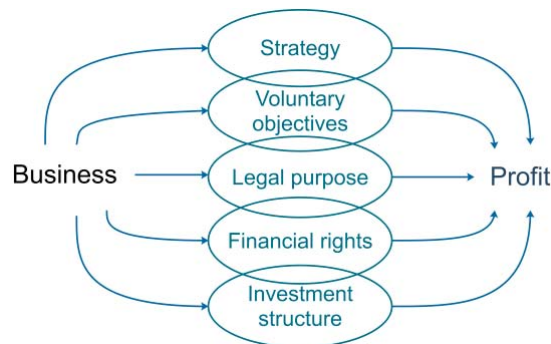 Strategy
Voluntary
objectives
Business
Legal purpose
Profit
Financial rights
Investment
structure